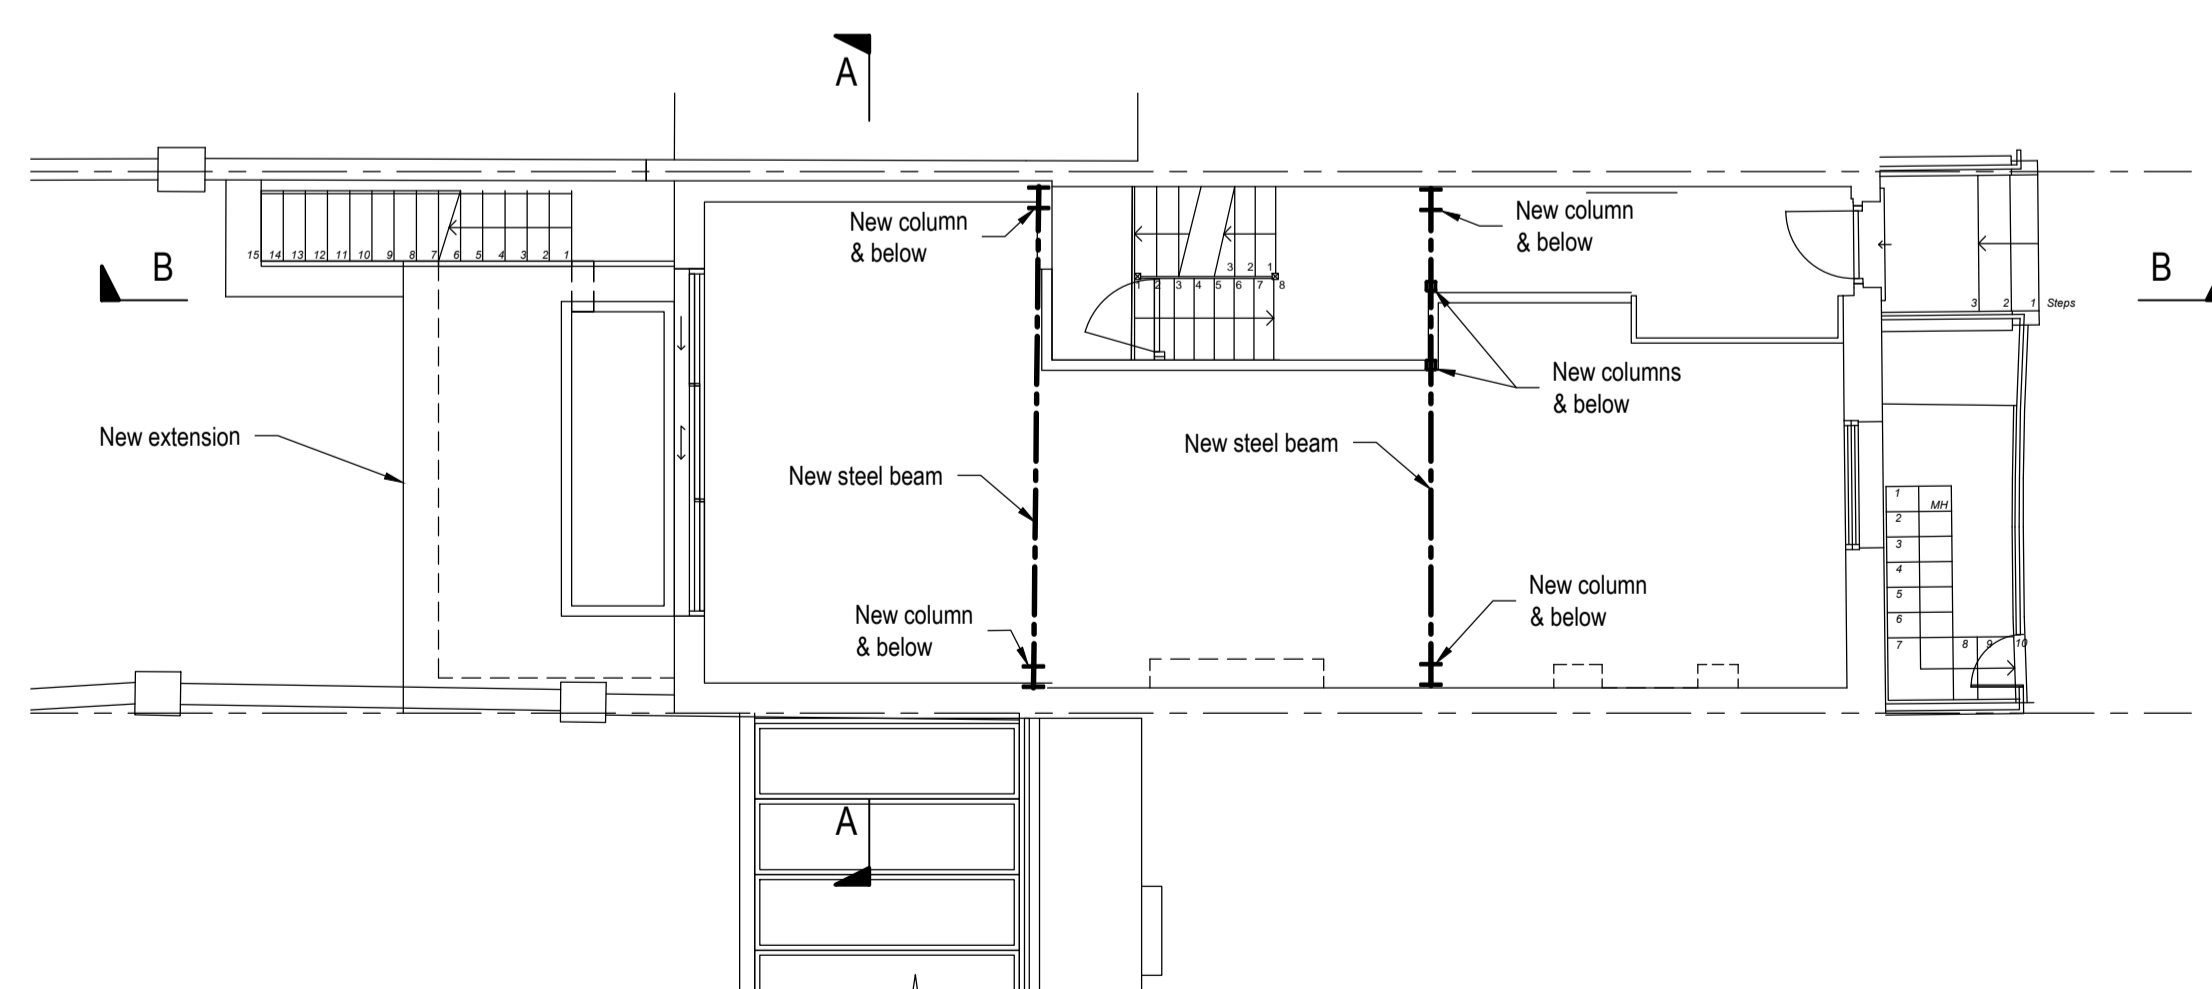 A
B
B
15 14 13 12 11 10 9 8 7 6 5 4 3 2 1
New column
& below
3 2 1
1 2 3 4 5 6 7 8
New column
& below
3 2 1 Steps
New columns
& below
New extension
New steel beam
New steel beam
1
MH
2
3
4
5
6
7 8 9 10
New column
& below
New column
& below
A